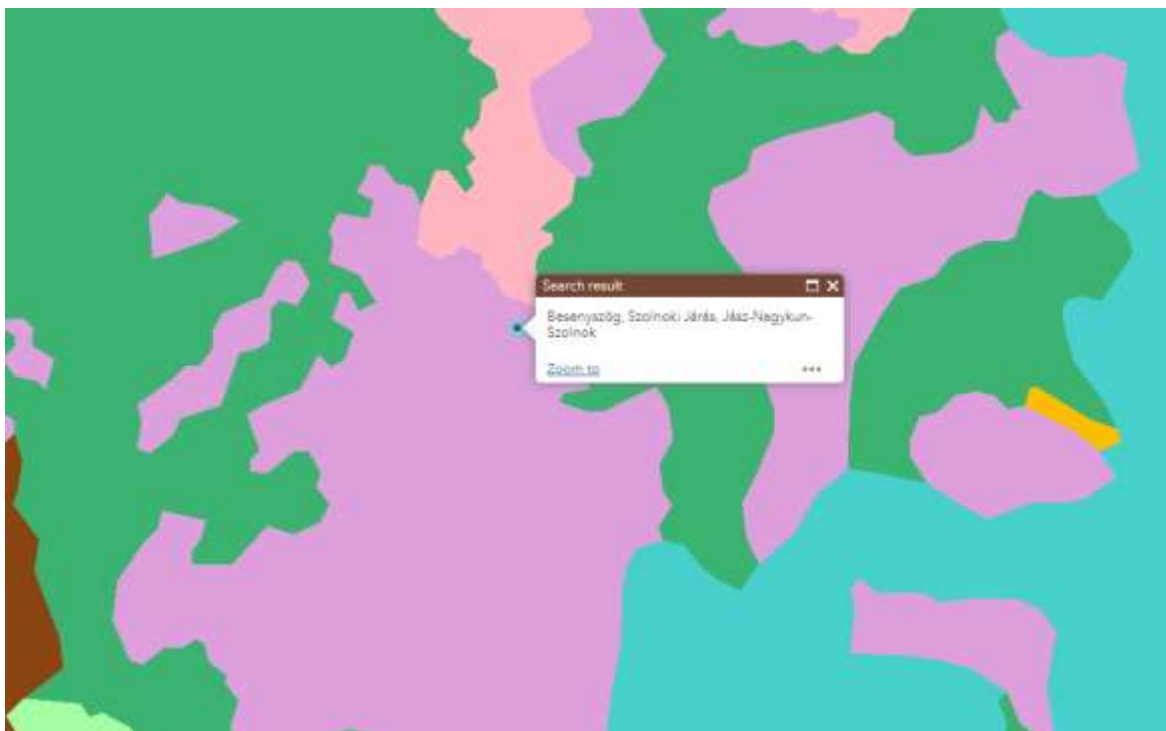 Search result
Besenyszög, Szolnoki Járás, Jász-Nagykun-
Szolnok
Zoom to